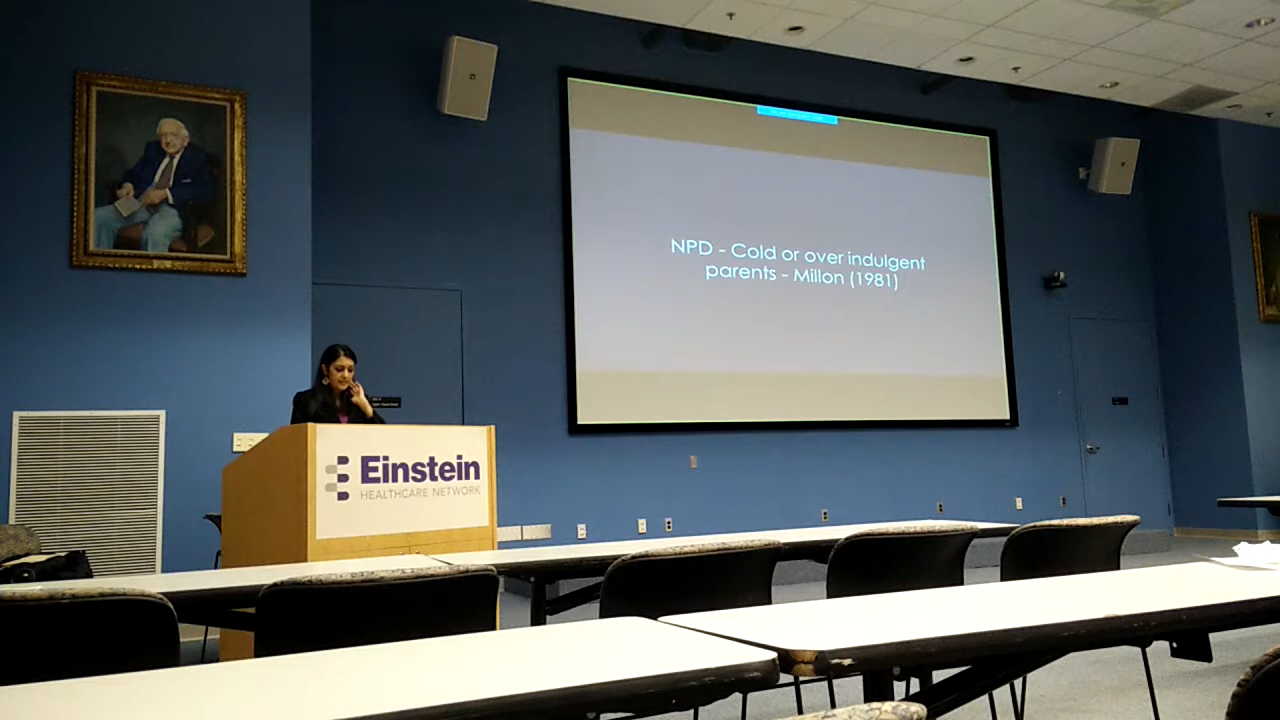 NPD - Cold or over indulgent
parents - Millon (1981)
Einstein
HEALTHCARE NETWORK